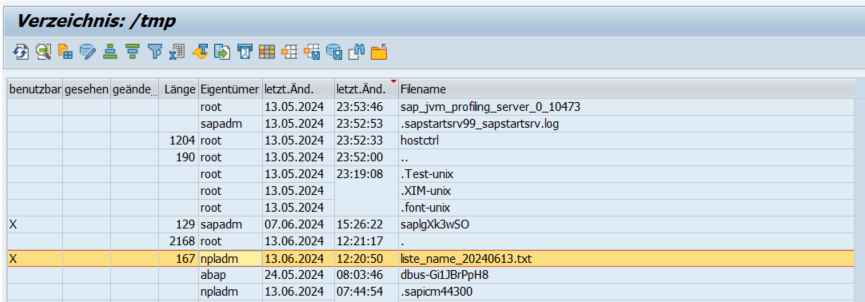 Verzeichnis: /tmp
benutzbar gesehen geände... Länge Eigentümer letzt.Änd. letzt.Änd. Filename
root 13.05.2024 23:53:46 sap_jvm_profiling_server_0_10473
sapadm 13.05.2024 23:52:53 .sapstartsrv99_sapstartsrv.log
1204 root 13.05.2024 23:52:33 hostctrl
190 root 13.05.2024 23:52:00 ..
root 13.05.2024 23:19:08 .Test-unix
root 13.05.2024 .XIM-unix
root 13.05.2024 .font-unix
X 129 sapadm 07.06.2024 15:26:22 saplgXk3wSO
2168 root 13.06.2024 12:21:17 .
X 167 npladm 13.06.2024 12:20:50 liste_name_20240613.txt
abap 24.05.2024 08:03:46 dbus-Gi1JBrPpH8
npladm 13.06.2024 07:44:54 .sapicm44300